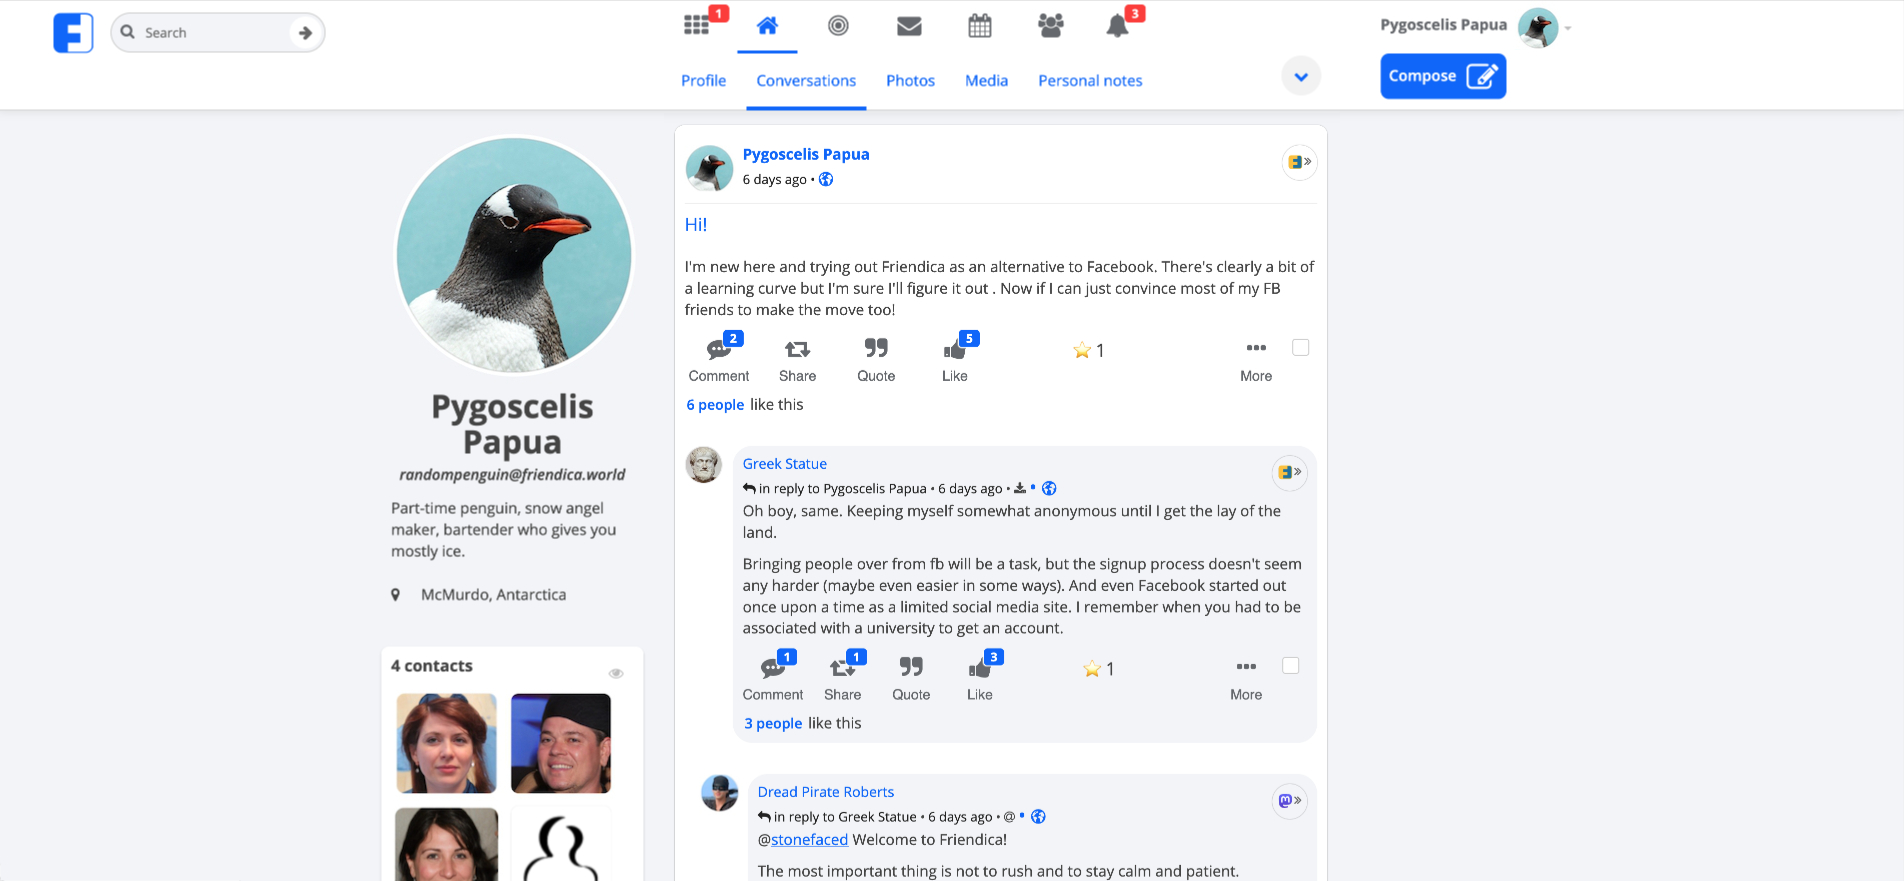 Search
1
3
Pygoscelis Papua
Profile
Conversations
Photos
Media
Personal notes
Compose
Pygoscelis
Papua
randompenguin@friendica.world
Part-time penguin, snow angel
maker, bartender who gives you
mostly ice.
McMurdo, Antarctica
4 contacts
Pygoscelis Papua
6 days ago •
Hi!
I'm new here and trying out Friendica as an alternative to Facebook. There's clearly a bit of
a learning curve but I'm sure I'll figure it out . Now if I can just convince most of my FB
friends to make the move too!
2
5
1
Comment
Share
Quote
Like
More
6 people like this
Greek Statue
in reply to Pygoscelis Papua • 6 days ago • •
Oh boy, same. Keeping myself somewhat anonymous until I get the lay of the
land.
Bringing people over from fb will be a task, but the signup process doesn't seem
any harder (maybe even easier in some ways). And even Facebook started out
once upon a time as a limited social media site. I remember when you had to be
associated with a university to get an account.
1
1
3
1
Comment
Share
Quote
Like
More
3 people like this
Dread Pirate Roberts
in reply to Greek Statue • 6 days ago • @ •
@stonefaced Welcome to Friendica!
The most important thing is not to rush and to stay calm and patient.